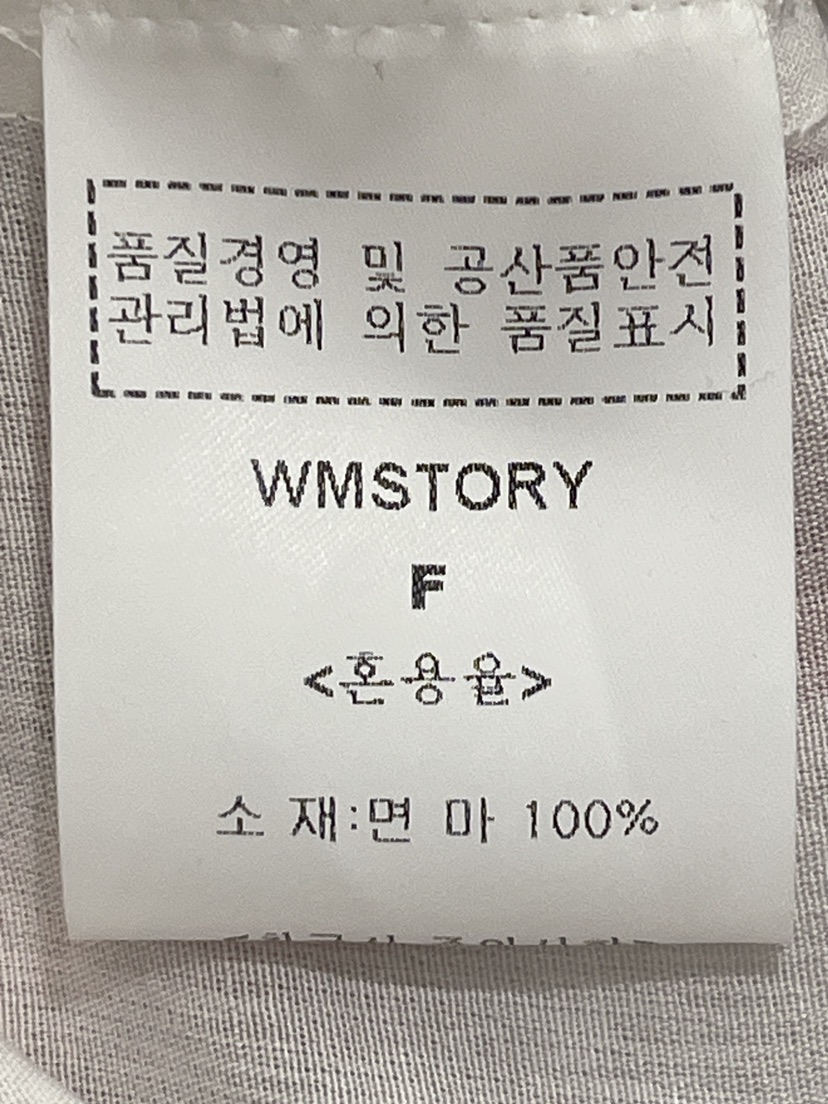 품질경영 및 공산품안전
관리법에 의한 품질표시
WMSTORY
F
<혼용율>
소 재:면 마 100%